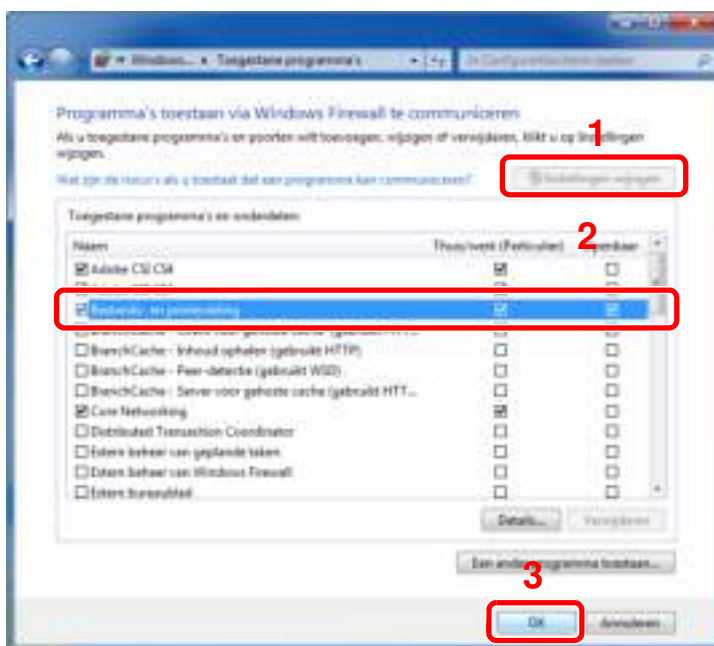 Windows... Toegestane programma's
Programma's toestaan via Windows Firewall te communiceren
Als u toegestane programma's en poorten wilt toevoegen, wijzigen of verwijderen, klikt u op Instellingen
wijzigen.
1
Wat zijn de risico's als u toestaat dat een programma kan communiceren?
Instellingen wijzigen
Toegestane programma's en onderdelen:
2
Naam Thuis/werk (Particulier) Openbaar
Adobe CSI CS4
Bestands- en printerdeling
BranchCache - Inhoud ophalen (gebruikt HTTP)
BranchCache - Peer-detectie (gebruikt WSD)
BranchCache - Server voor gehoste cache (gebruikt HTT...
Core Networking
Distributed Transaction Coordinator
Extern beheer van geplande taken
Extern beheer van Windows Firewall
Extern bureaublad
Details... Verwijderen
Een ander programma toestaan...
3
OK Annuleren